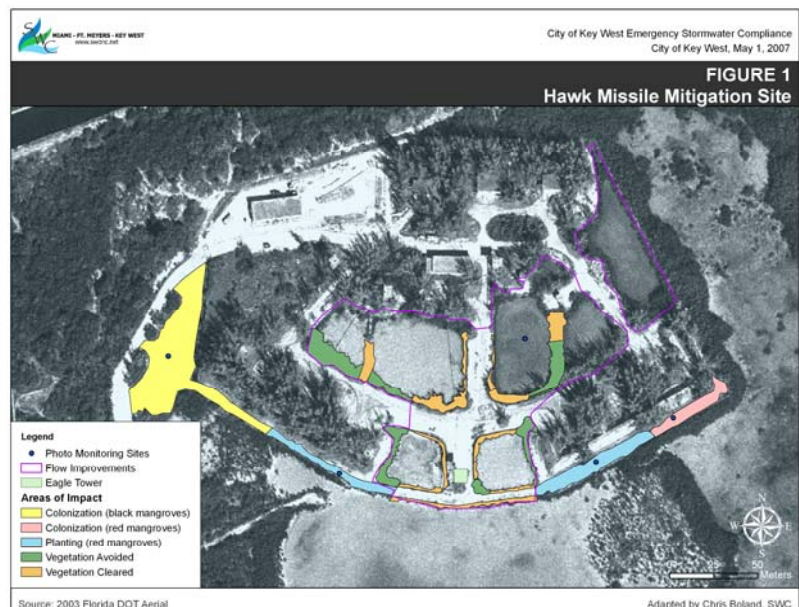 SWC
MIAMI - FT. MEYERS - KEY WEST
www.swcinc.net
City of Key West Emergency Stormwater Compliance
City of Key West, May 1, 2007
FIGURE 1
Hawk Missile Mitigation Site
Legend
Photo Monitoring Sites
Flow Improvements
Eagle Tower
Areas of Impact
Colonization (black mangroves)
Colonization (red mangroves)
Planting (red mangroves)
Vegetation Avoided
Vegetation Cleared
N
W E
S
0 25 50
Meters
Source: 2003 Florida DOT Aerial
Adapted by Chris Boland, SWC